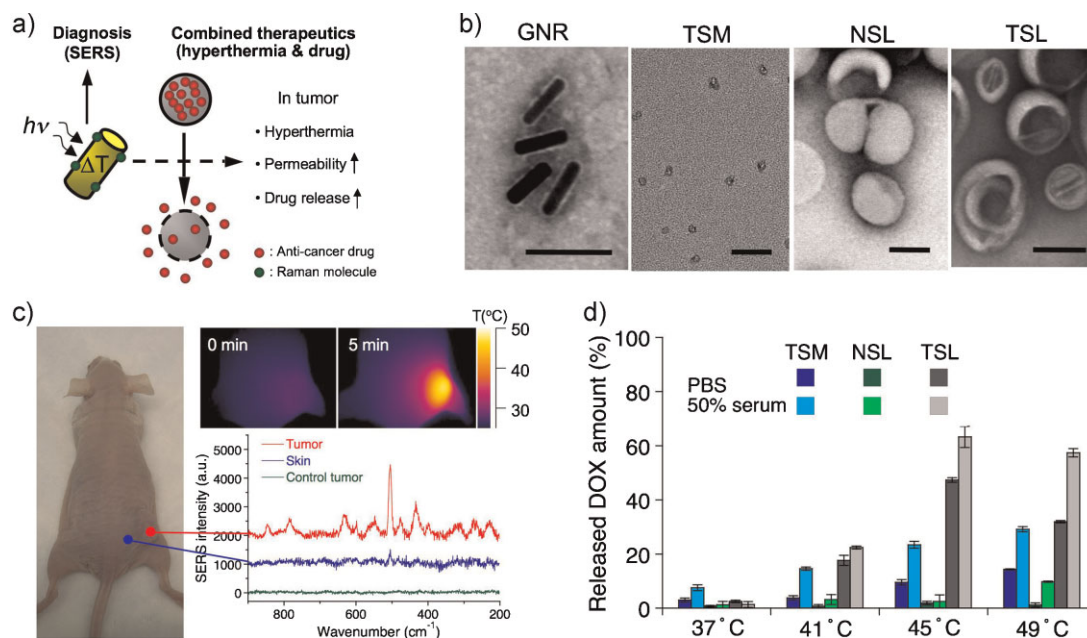 a)
Diagnosis
(SERS)
Combined therapeutics
(hyperthermia & drug)
hν
ΔT
In tumor
• Hyperthermia
• Permeability ↑
• Drug release ↑
: Anti-cancer drug
: Raman molecule
b)
GNR
TSM
NSL
TSL
c)
0 min
5 min
T(ºC)
50
40
30
Tumor
Skin
Control tumor
SERS intensity (a.u.)
5000
4000
3000
2000
1000
0
800
600
400
200
Wavenumber (cm⁻¹)
d)
Released DOX amount (%)
100
80
60
40
20
0
TSM
NSL
TSL
PBS
50% serum
37˚C
41˚C
45˚C
49˚C